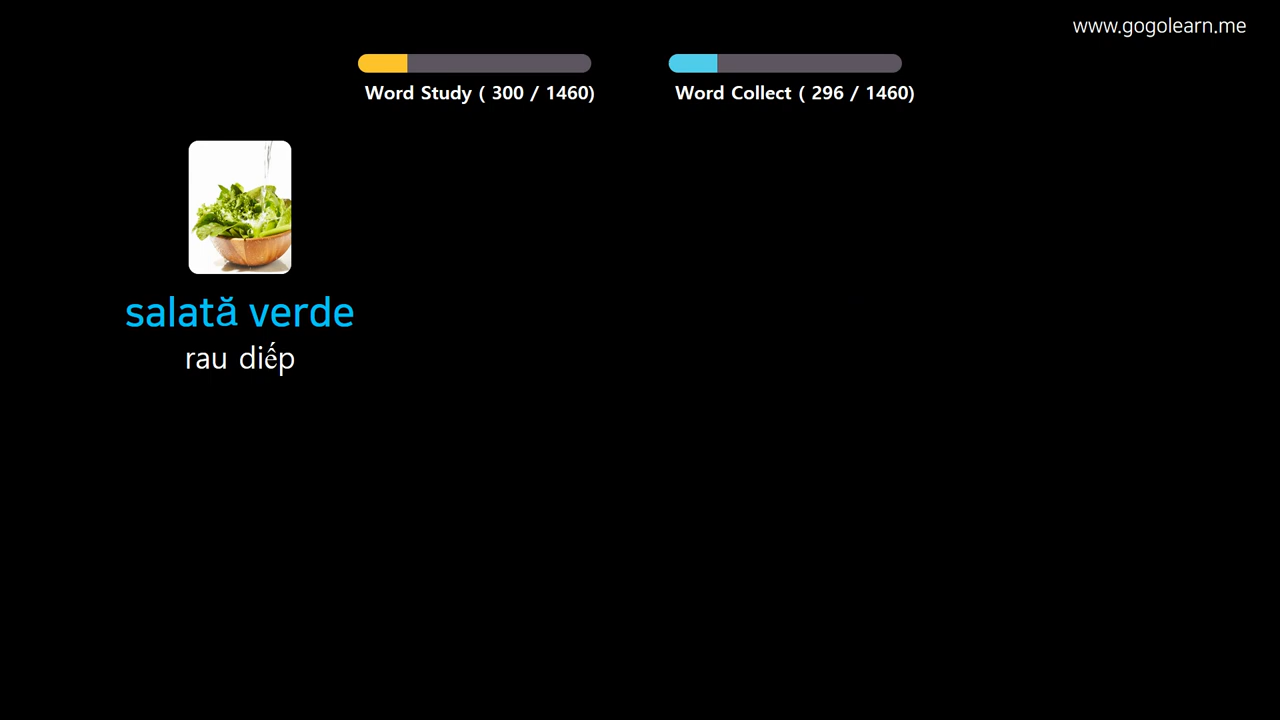 www.gogolearn.me
Word Study ( 300 / 1460)
Word Collect ( 296 / 1460)
salată verde
rau diếp